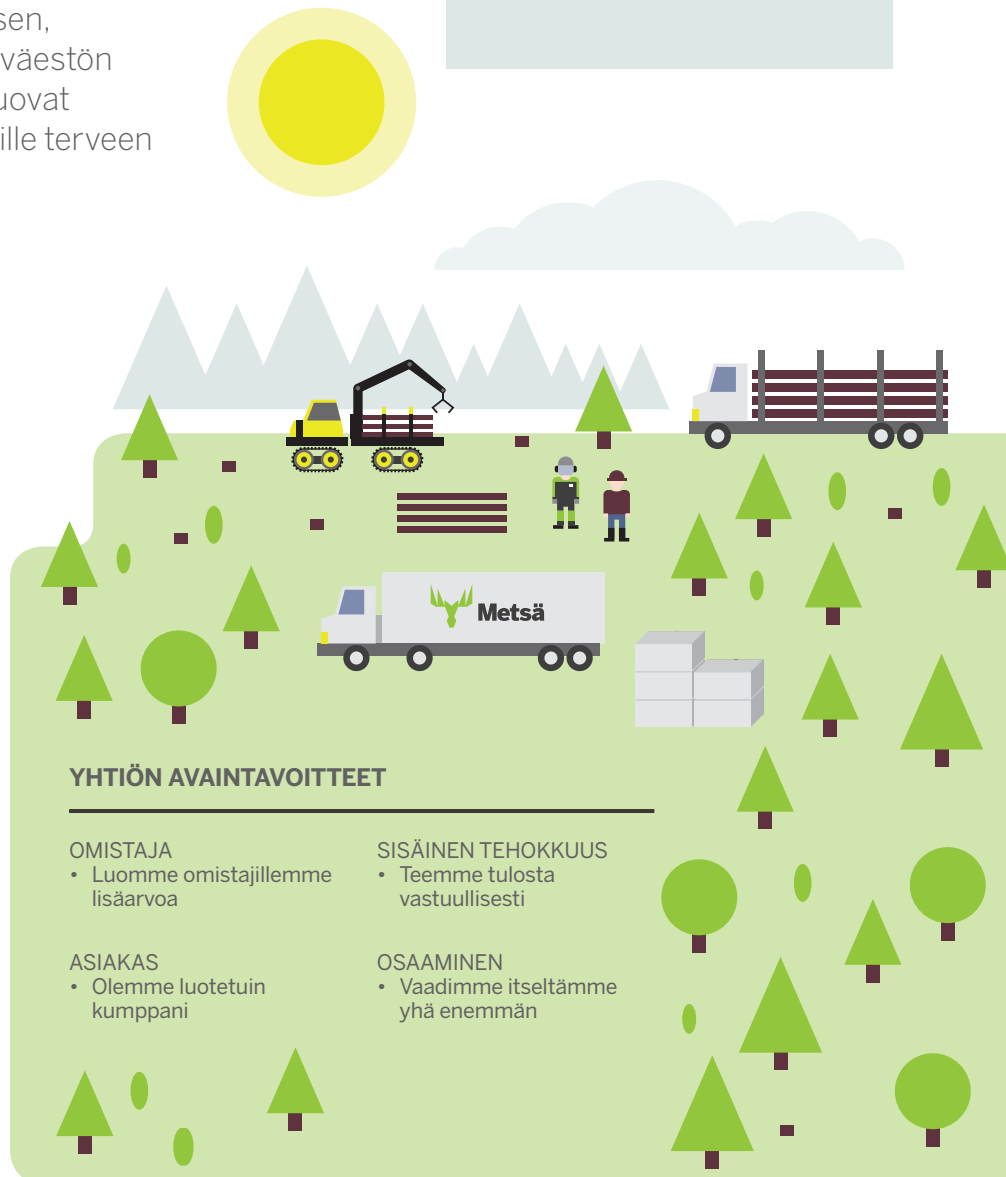 sen,
väestön
uovat
ille terveen
Metsä
YHTIÖN AVAINTAVOITTEET
OMISTAJA
• Luomme omistajillemme
lisäarvoa
SISÄINEN TEHOKKUUS
• Teemme tulosta
vastuullisesti
ASIAKAS
• Olemme luotetuin
kumppani
OSAAMINEN
• Vaadimme itseltämme
yhä enemmän